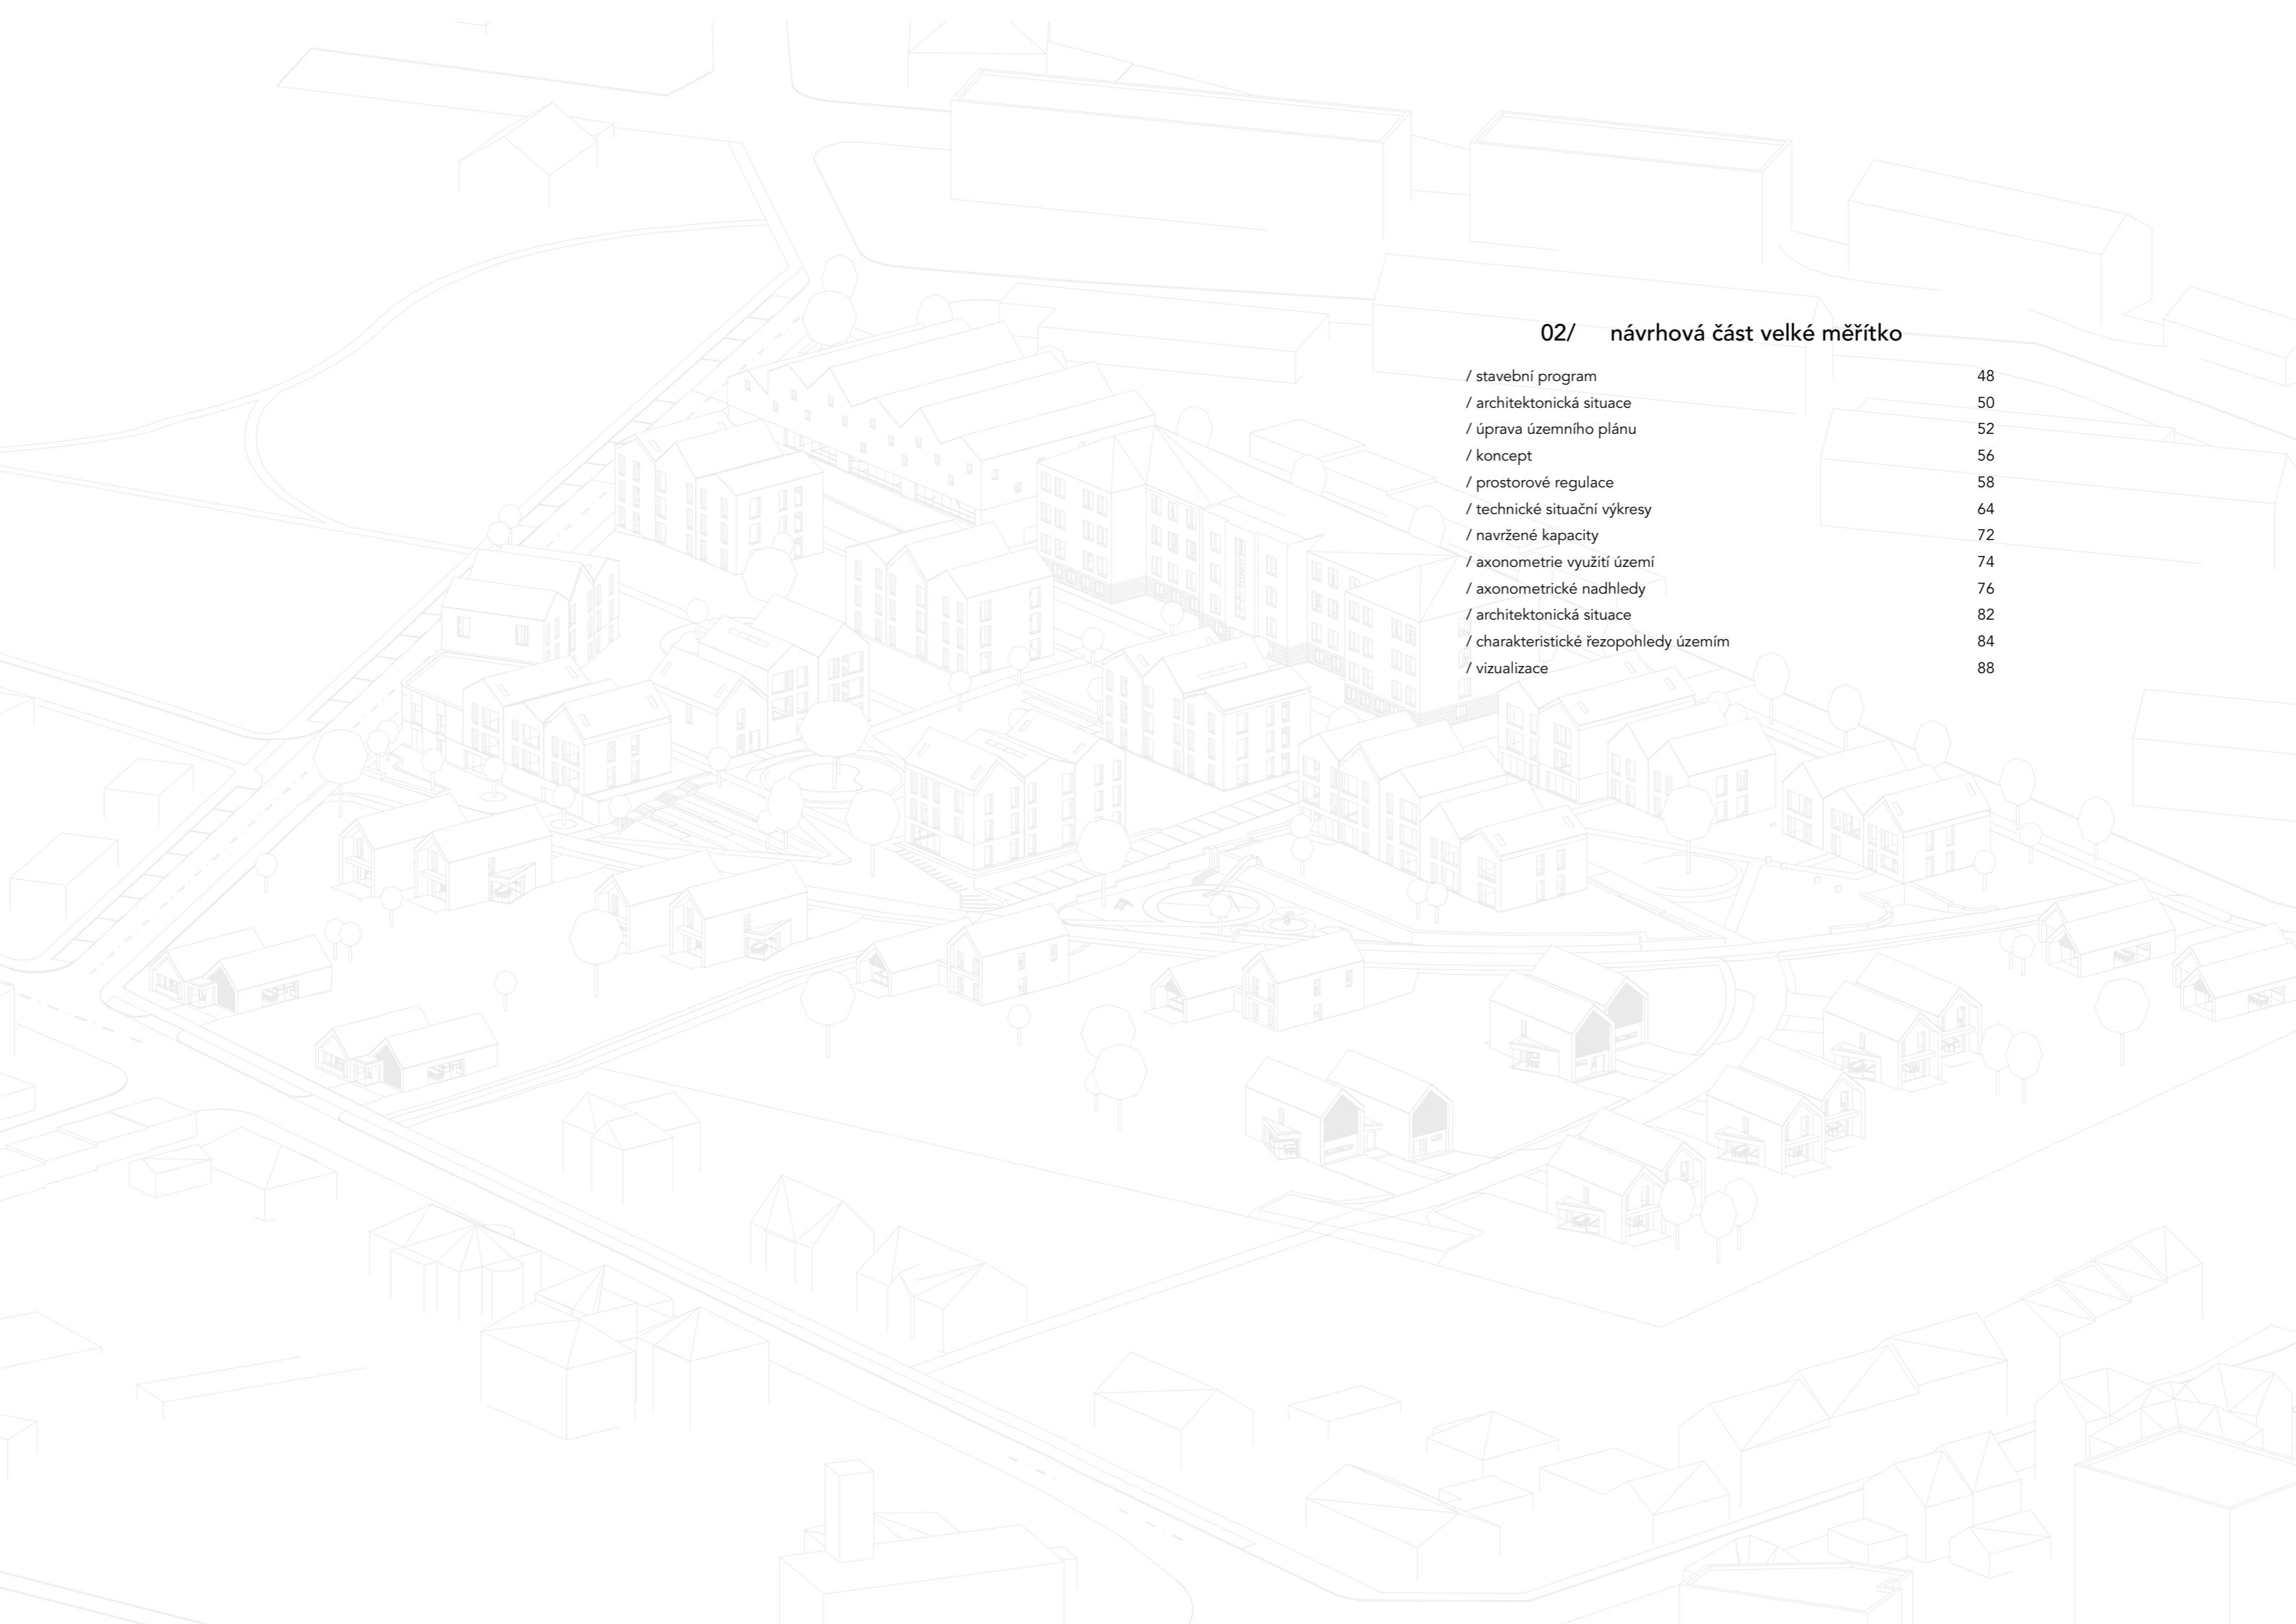 02/ návrhová část velké měřítko
/ stavební program 48
/ architektonická situace 50
/ úprava územního plánu 52
/ koncept 56
/ prostorové regulace 58
/ technické situační výkresy 64
/ navržené kapacity 72
/ axonometrie využití území 74
/ axonometrické nadhledy 76
/ architektonická situace 82
/ charakteristické řezopohledy územím 84
/ vizualizace 88